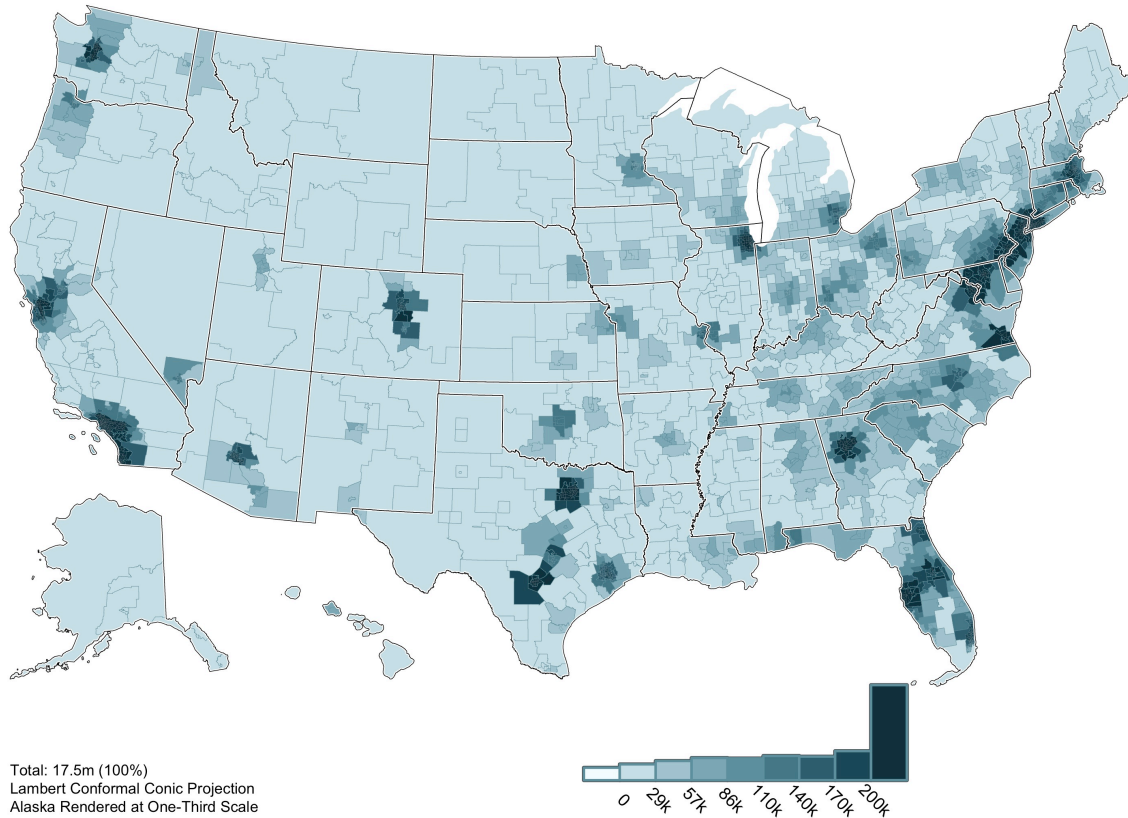 Total: 17.5m (100%)
Lambert Conformal Conic Projection
Alaska Rendered at One-Third Scale
0 29k 57k 86k 110k 140k 170k 200k